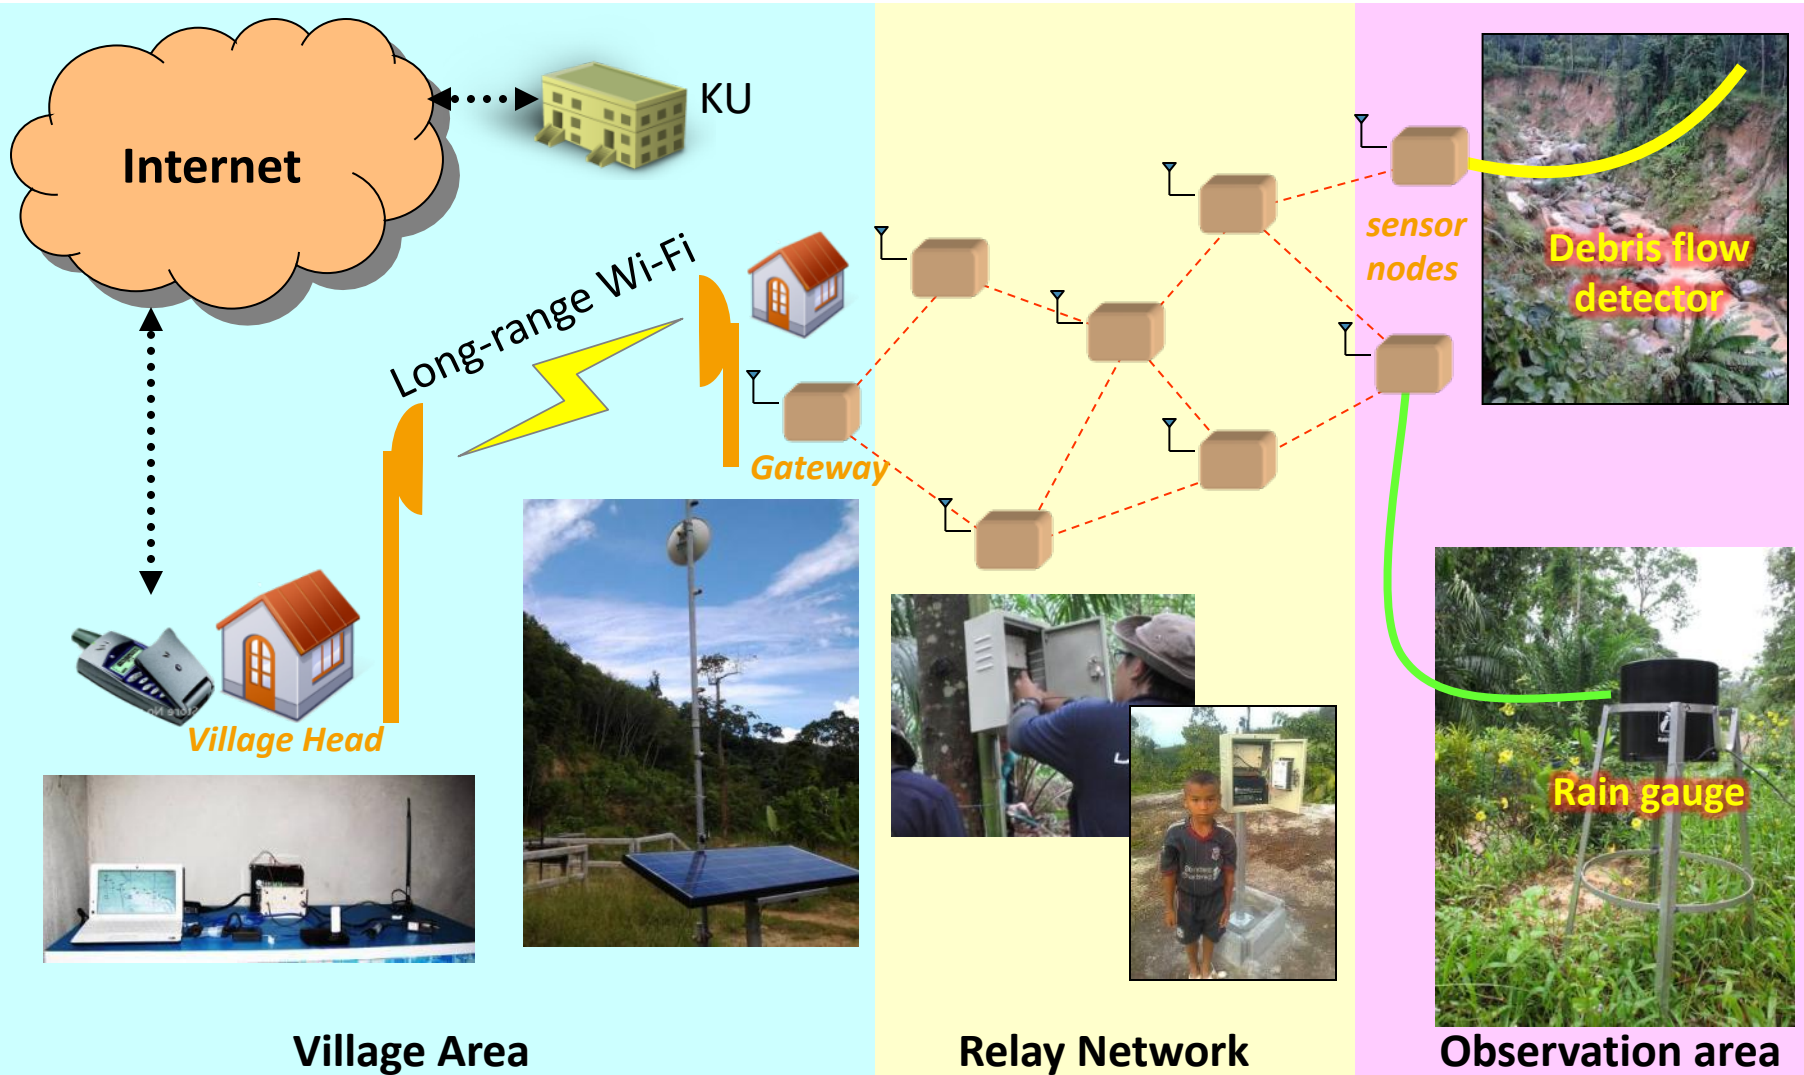 Internet
KU
Long-range Wi-Fi
Gateway
Village Head
sensor
nodes
Debris flow
detector
Rain gauge
Village Area
Relay Network
Observation area